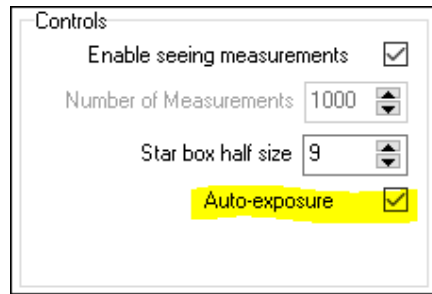 Controls
Enable seeing measurements
Number of Measurements 1000
Star box half size 9
Auto-exposure